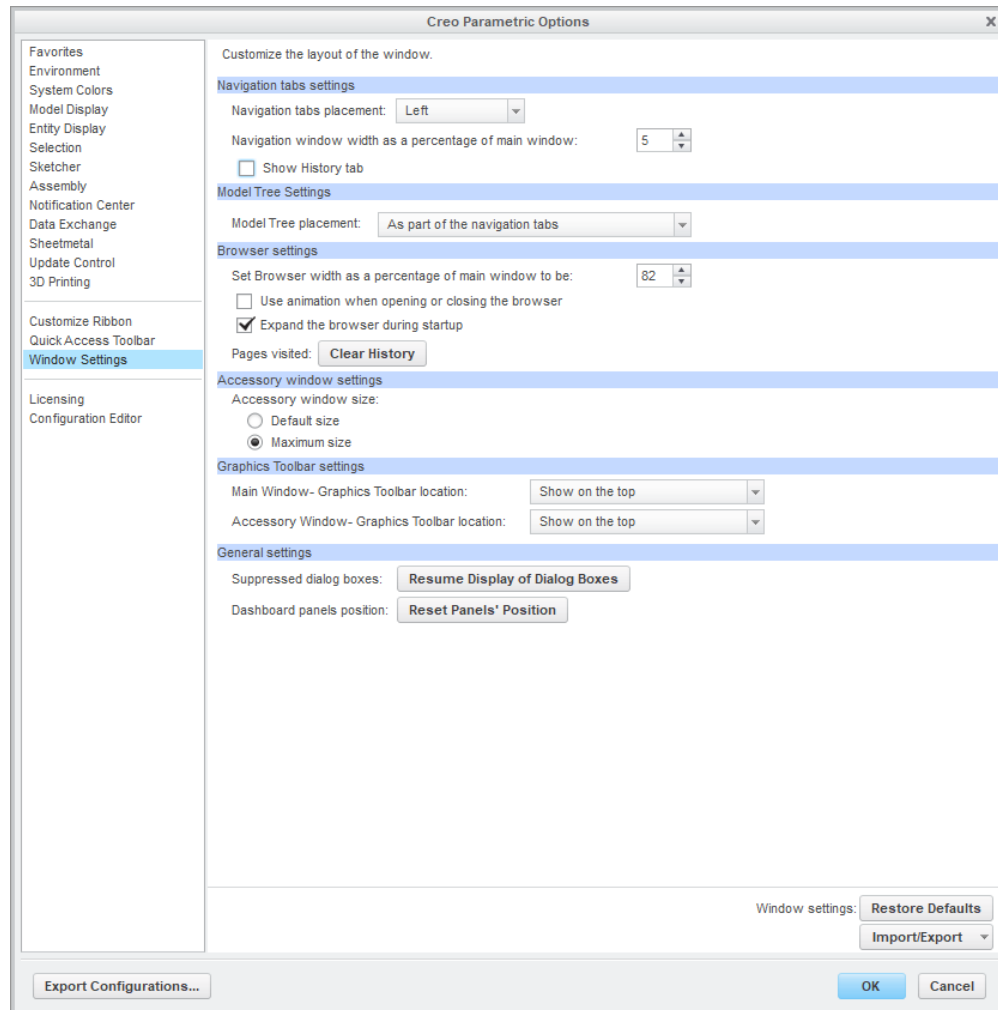 Creo Parametric Options
Favorites
Environment
System Colors
Model Display
Entity Display
Selection
Sketcher
Assembly
Notification Center
Data Exchange
Sheetmetal
Update Control
3D Printing
Customize Ribbon
Quick Access Toolbar
Window Settings
Licensing
Configuration Editor
Customize the layout of the window.
Navigation tabs settings
Navigation tabs placement: Left
Navigation window width as a percentage of main window: 5
Show History tab
Model Tree Settings
Model Tree placement: As part of the navigation tabs
Browser settings
Set Browser width as a percentage of main window to be: 82
Use animation when opening or closing the browser
Expand the browser during startup
Pages visited: Clear History
Accessory window settings
Accessory window size:
Default size
Maximum size
Graphics Toolbar settings
Main Window- Graphics Toolbar location: Show on the top
Accessory Window- Graphics Toolbar location: Show on the top
General settings
Suppressed dialog boxes: Resume Display of Dialog Boxes
Dashboard panels position: Reset Panels' Position
Window settings: Restore Defaults
Import/Export
Export Configurations... OK Cancel